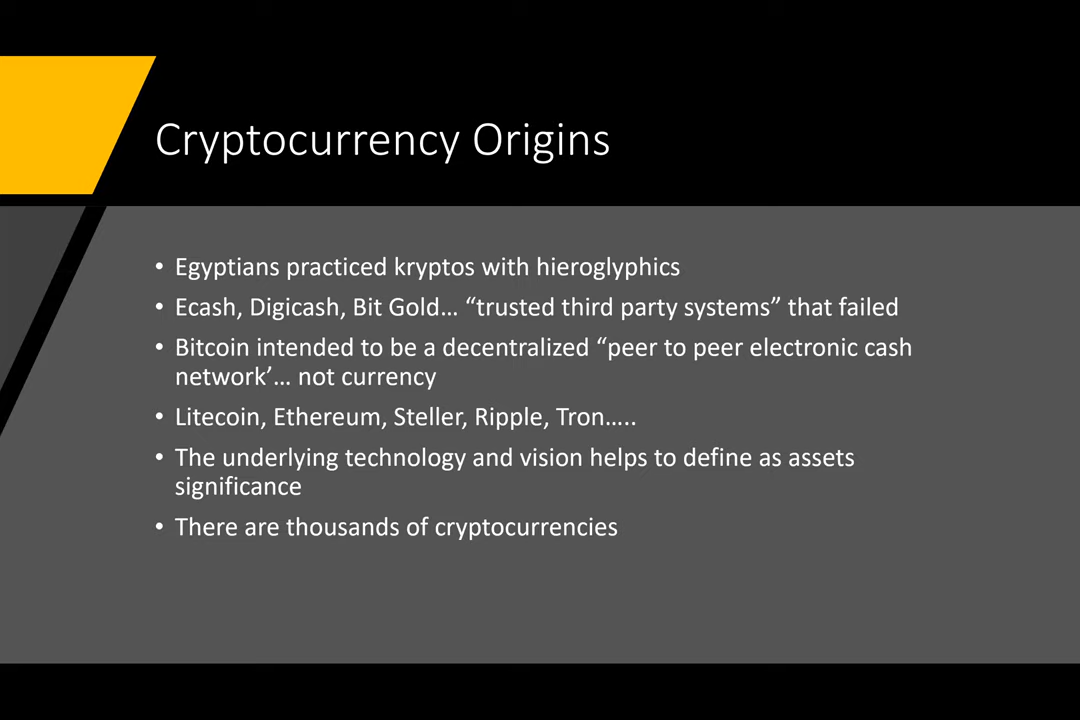 Cryptocurrency Origins
• Egyptians practiced kryptos with hieroglyphics
• Ecash, Digicash, Bit Gold… “trusted third party systems” that failed
• Bitcoin intended to be a decentralized “peer to peer electronic cash
network’… not currency
• Litecoin, Ethereum, Steller, Ripple, Tron…..
• The underlying technology and vision helps to define as assets
significance
• There are thousands of cryptocurrencies